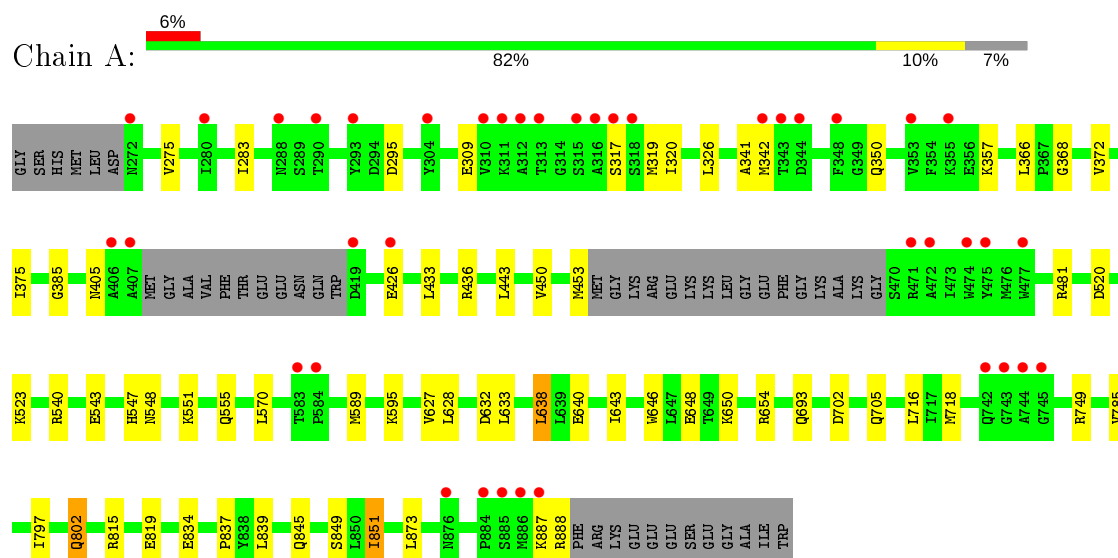 6%
Chain A:
82% 10% 7%
GLY SER HIS MET LEU ASP N272 V275 I280 I283 N288 S289 T290 Y293 D294 D295 Y304 E309 V310 K311 A312 T313 G314 S315 A316 S317 S318 M319 I320 L326 A341 M342 T343 D344 F348 G349 Q350 V353 F354 K355 E356 K357 L366 P367 G368 V372
I375 G385 N405 A406 A407 MET GLY ALA VAL PHE THR GLU GLU ASN GLN TRP D419 E426 L433 R436 L443 V450 M453 MET GLY LYS ARG GLU LYS LYS LEU GLY GLU PHE GLY LYS ALA LYS GLY S470 R471 A472 I473 W474 Y475 M476 W477 R481 D520
K523 R540 E543 H547 N548 K551 Q555 L570 T583 P584 M589 K595 V627 L628 D632 L633 L638 L639 E640 I643 W646 L647 E648 T649 K650 R654 Q693 D702 Q705 L716 I717 M718 Q742 G743 A744 G745 R749 V785
I797 Q802 R815 E819 E834 P837 Y838 L839 Q845 S849 L850 I851 L873 N876 P884 S885 M886 K887 R888 PHE ARG LYS GLU GLU GLU SER GLU GLY ALA ILE TRP